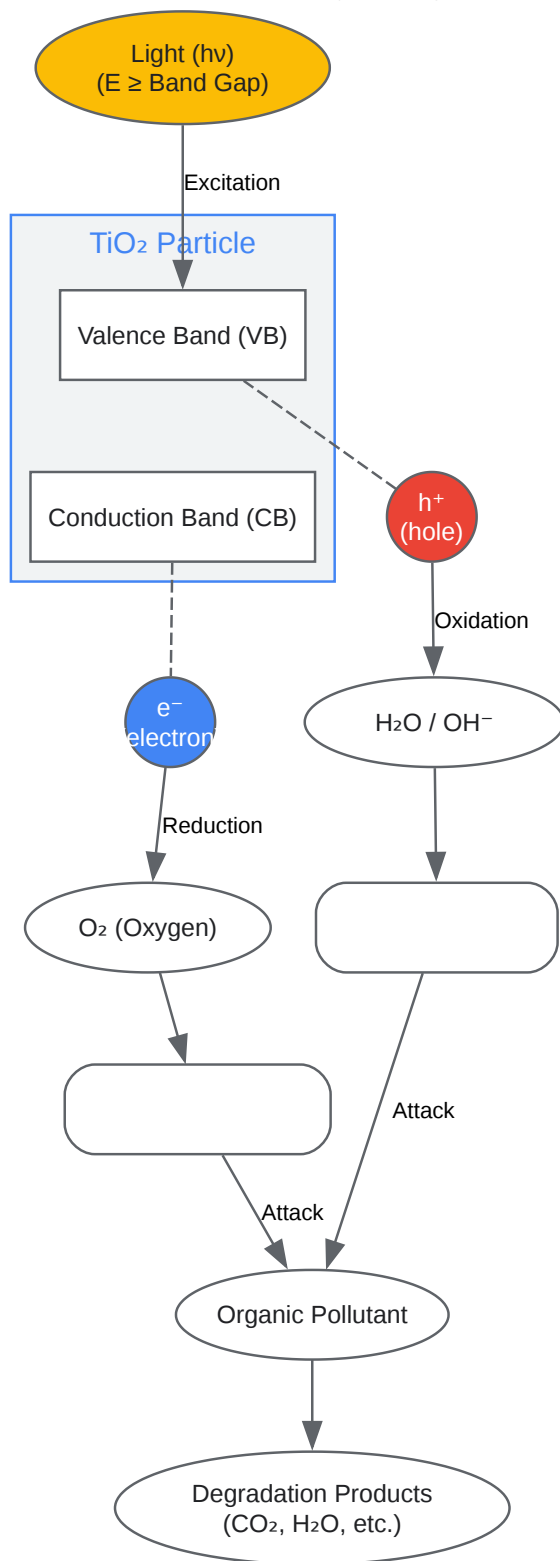 Light (hν)
(E ≥ Band Gap)
Excitation
TiO₂ Particle
Valence Band (VB)
Conduction Band (CB)
h⁺
(hole)
Oxidation
e⁻
(electron)
H₂O / OH⁻
Reduction
O₂ (Oxygen)
Attack
Attack
Organic Pollutant
Degradation Products
(CO₂, H₂O, etc.)